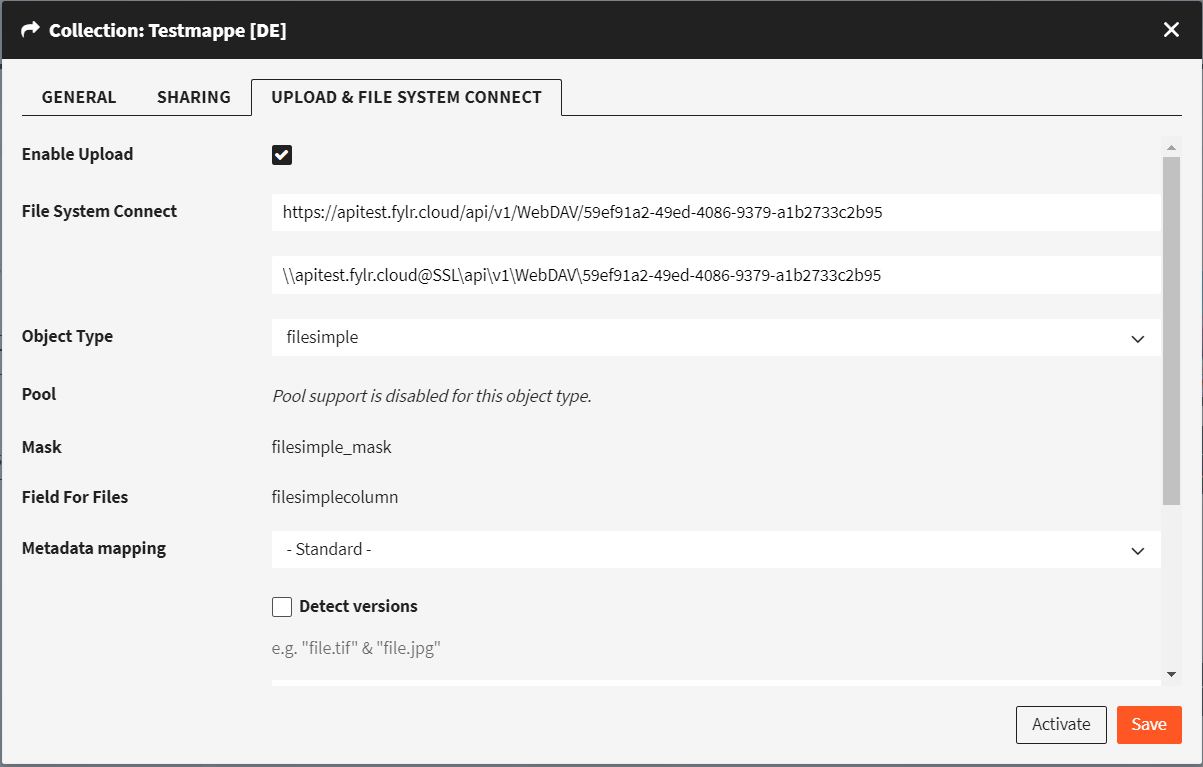 Collection: Testmappe [DE]
GENERAL SHARING UPLOAD & FILE SYSTEM CONNECT
Enable Upload
File System Connect https://apitest.fylr.cloud/api/v1/WebDAV/59ef91a2-49ed-4086-9379-a1b2733c2b95
\\apitest.fylr.cloud@SSL\api\v1\WebDAV\59ef91a2-49ed-4086-9379-a1b2733c2b95
Object Type filesimple
Pool Pool support is disabled for this object type.
Mask filesimple_mask
Field For Files filesimplecolumn
Metadata mapping - Standard -
Detect versions
e.g. "file.tif" & "file.jpg"
Activate Save